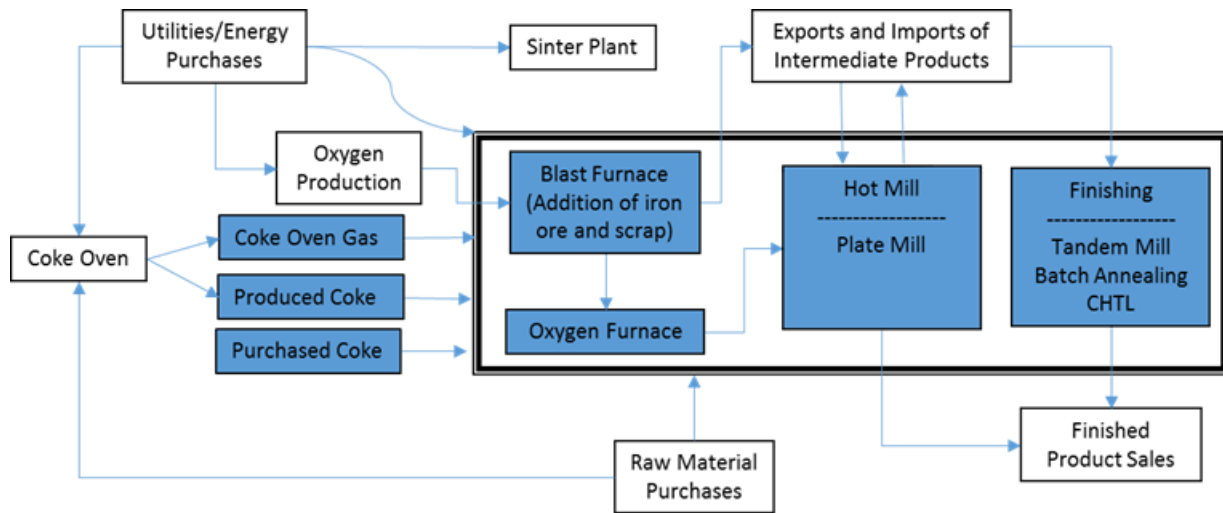 Utilities/Energy
Purchases
Sinter Plant
Exports and Imports of
Intermediate Products
Oxygen
Production
Blast Furnace
(Addition of iron
ore and scrap)
Hot Mill
-------------------
Plate Mill
Finishing
-------------------
Tandem Mill
Batch Annealing
CHTL
Coke Oven
Coke Oven Gas
Produced Coke
Purchased Coke
Oxygen Furnace
Raw Material
Purchases
Finished
Product Sales